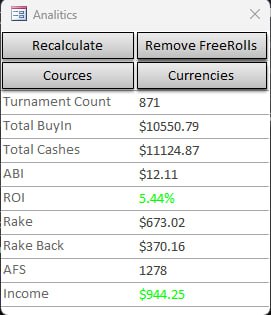 Analitics
Recalculate Remove FreeRolls
Cources Currencies
Turnament Count 871
Total BuyIn $10550.79
Total Cashes $11124.87
ABI $12.11
ROI 5.44%
Rake $673.02
Rake Back $370.16
AFS 1278
Income $944.25